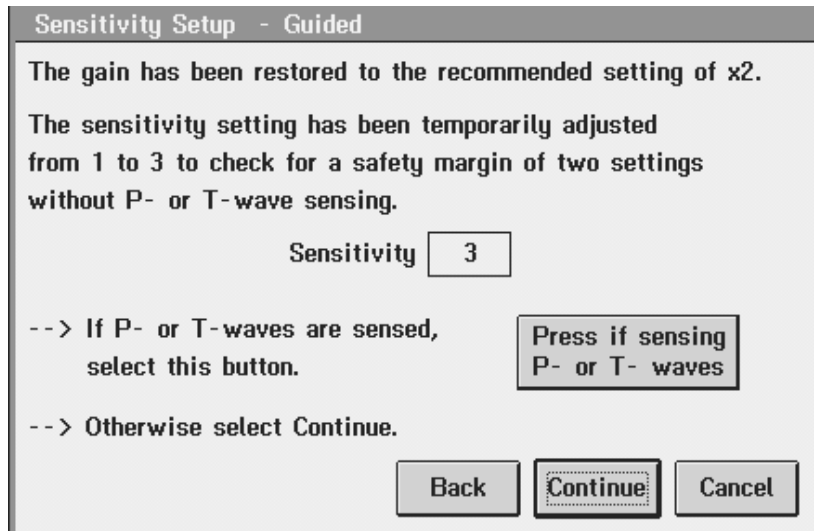 Sensitivity Setup - Guided
The gain has been restored to the recommended setting of x2.
The sensitivity setting has been temporarily adjusted
from 1 to 3 to check for a safety margin of two settings
without P- or T-wave sensing.
Sensitivity 3
--> If P- or T-waves are sensed,
select this button.
Press if sensing
P- or T- waves
--> Otherwise select Continue.
Back Continue Cancel